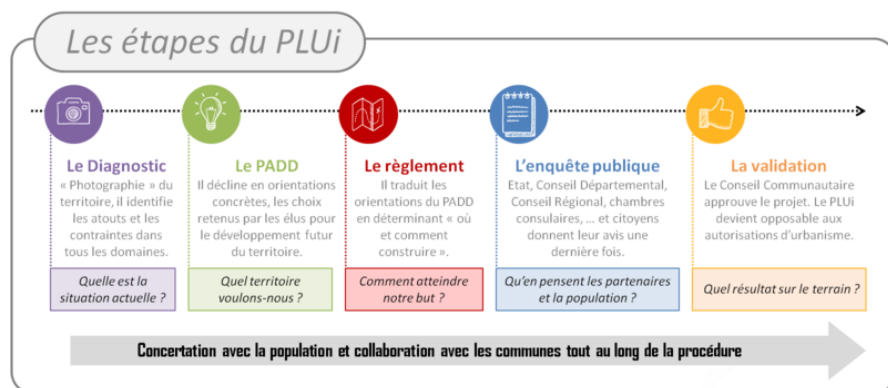 Les étapes du PLUi
Le Diagnostic
« Photographie » du
territoire, il identifie
les atouts et les
contraintes dans
tous les domaines.
Quelle est la
situation actuelle ?
Le PADD
Il décline en orientations
concrètes, les choix
retenus par les élus pour
le développement futur
du territoire.
Quel territoire
voulons-nous ?
Le règlement
Il traduit les
orientations du PADD
en déterminant « où
et comment
construire ».
Comment atteindre
notre but ?
L'enquête publique
Etat, Conseil Départemental,
Conseil Régional, chambres
consulaires, … et citoyens
donnent leur avis une
dernière fois.
Qu'en pensent les partenaires
et la population ?
La validation
Le Conseil Communautaire
approuve le projet. Le PLUi
devient opposable aux
autorisations d'urbanisme.
Quel résultat sur le terrain ?
Concertation avec la population et collaboration avec les communes tout au long de la procédure